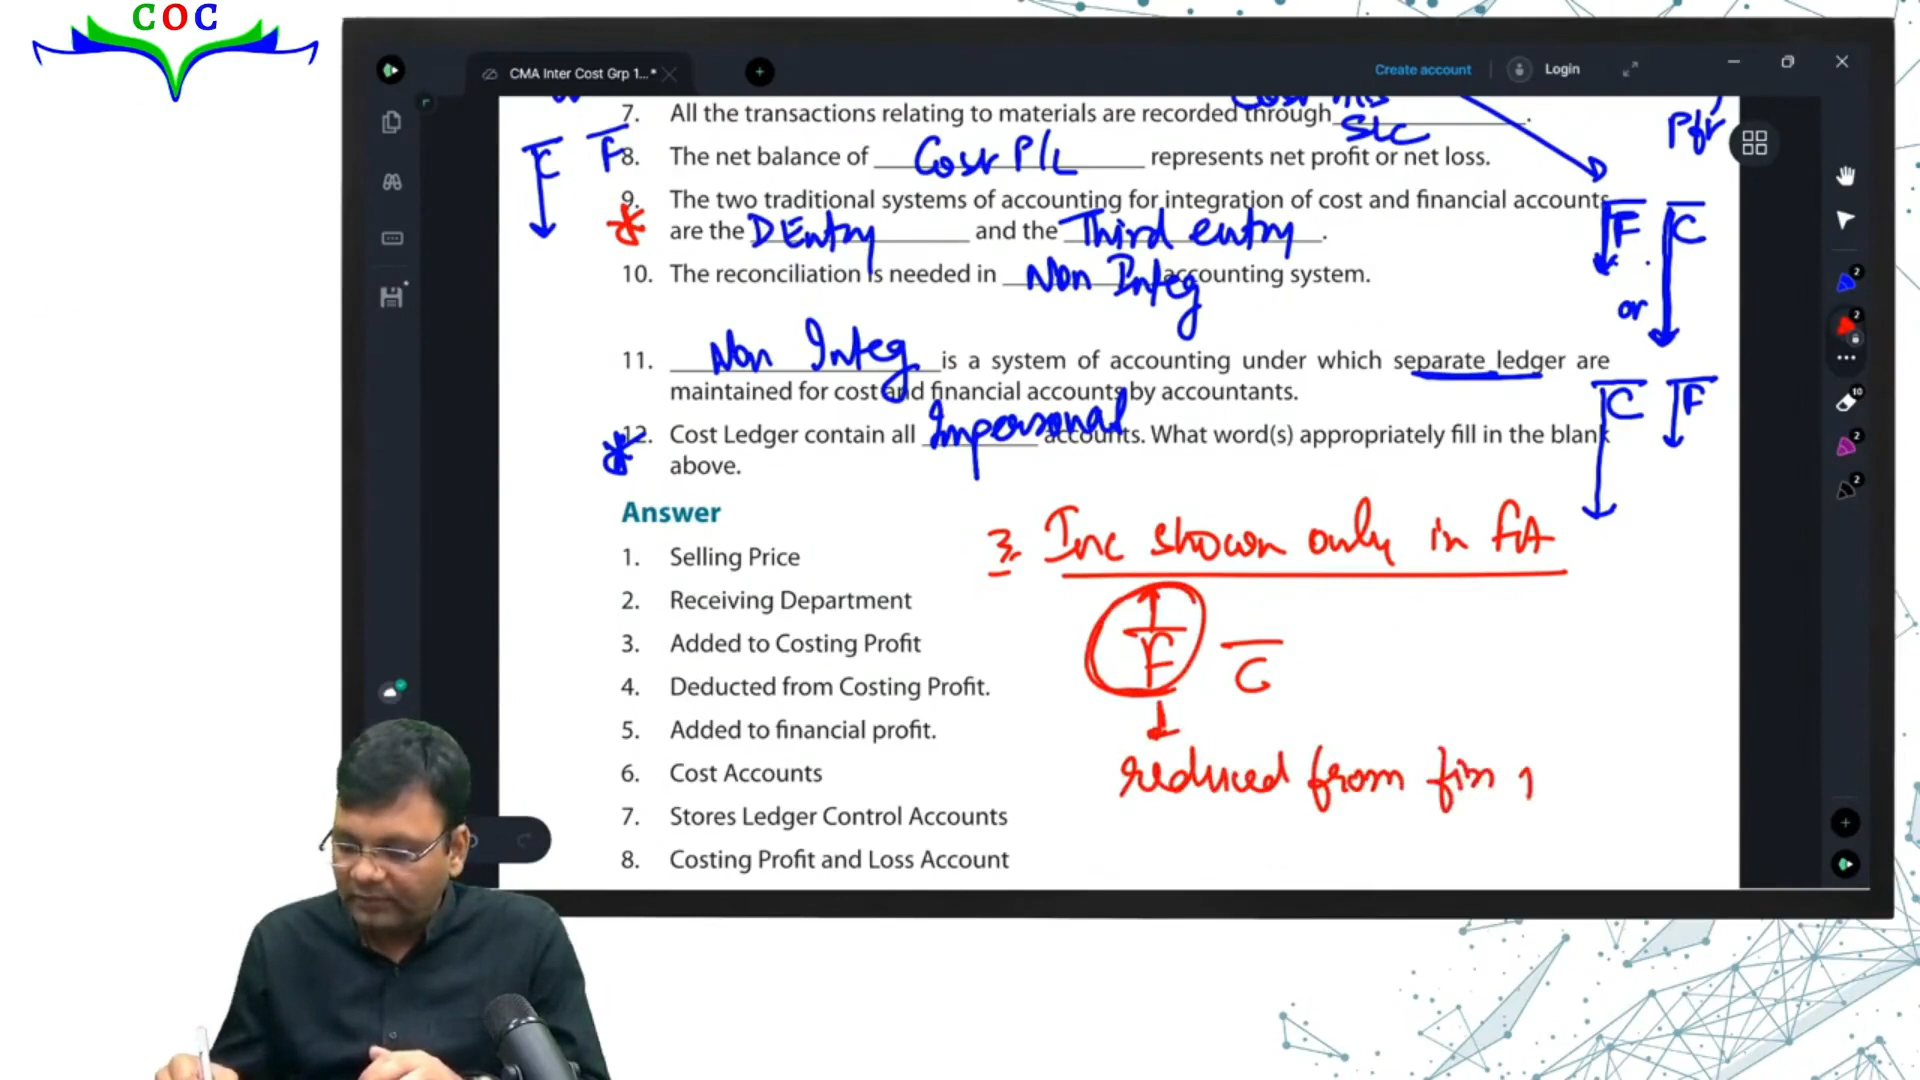 COC
CMA Inter Cost Grp 1...*
Create account
Login
7. All the transactions relating to materials are recorded through ____________.
SLC
Pfr
C F
8. The net balance of Cost P/L represents net profit or net loss.
9. The two traditional systems of accounting for integration of cost and financial accounts
are the D Entry and the Third entry.
F C
10. The reconciliation is needed in Non Integ accounting system.
or
11. Non Integ is a system of accounting under which separate ledger are
maintained for cost and financial accounts by accountants.
C F
12. Cost Ledger contain all Impersonal accounts. What word(s) appropriately fill in the blank
above.
Answer
3. Inc shown only in FA
1. Selling Price
2. Receiving Department
3. Added to Costing Profit
F C
4. Deducted from Costing Profit.
5. Added to financial profit.
6. Cost Accounts
reduced from fin
7. Stores Ledger Control Accounts
8. Costing Profit and Loss Account